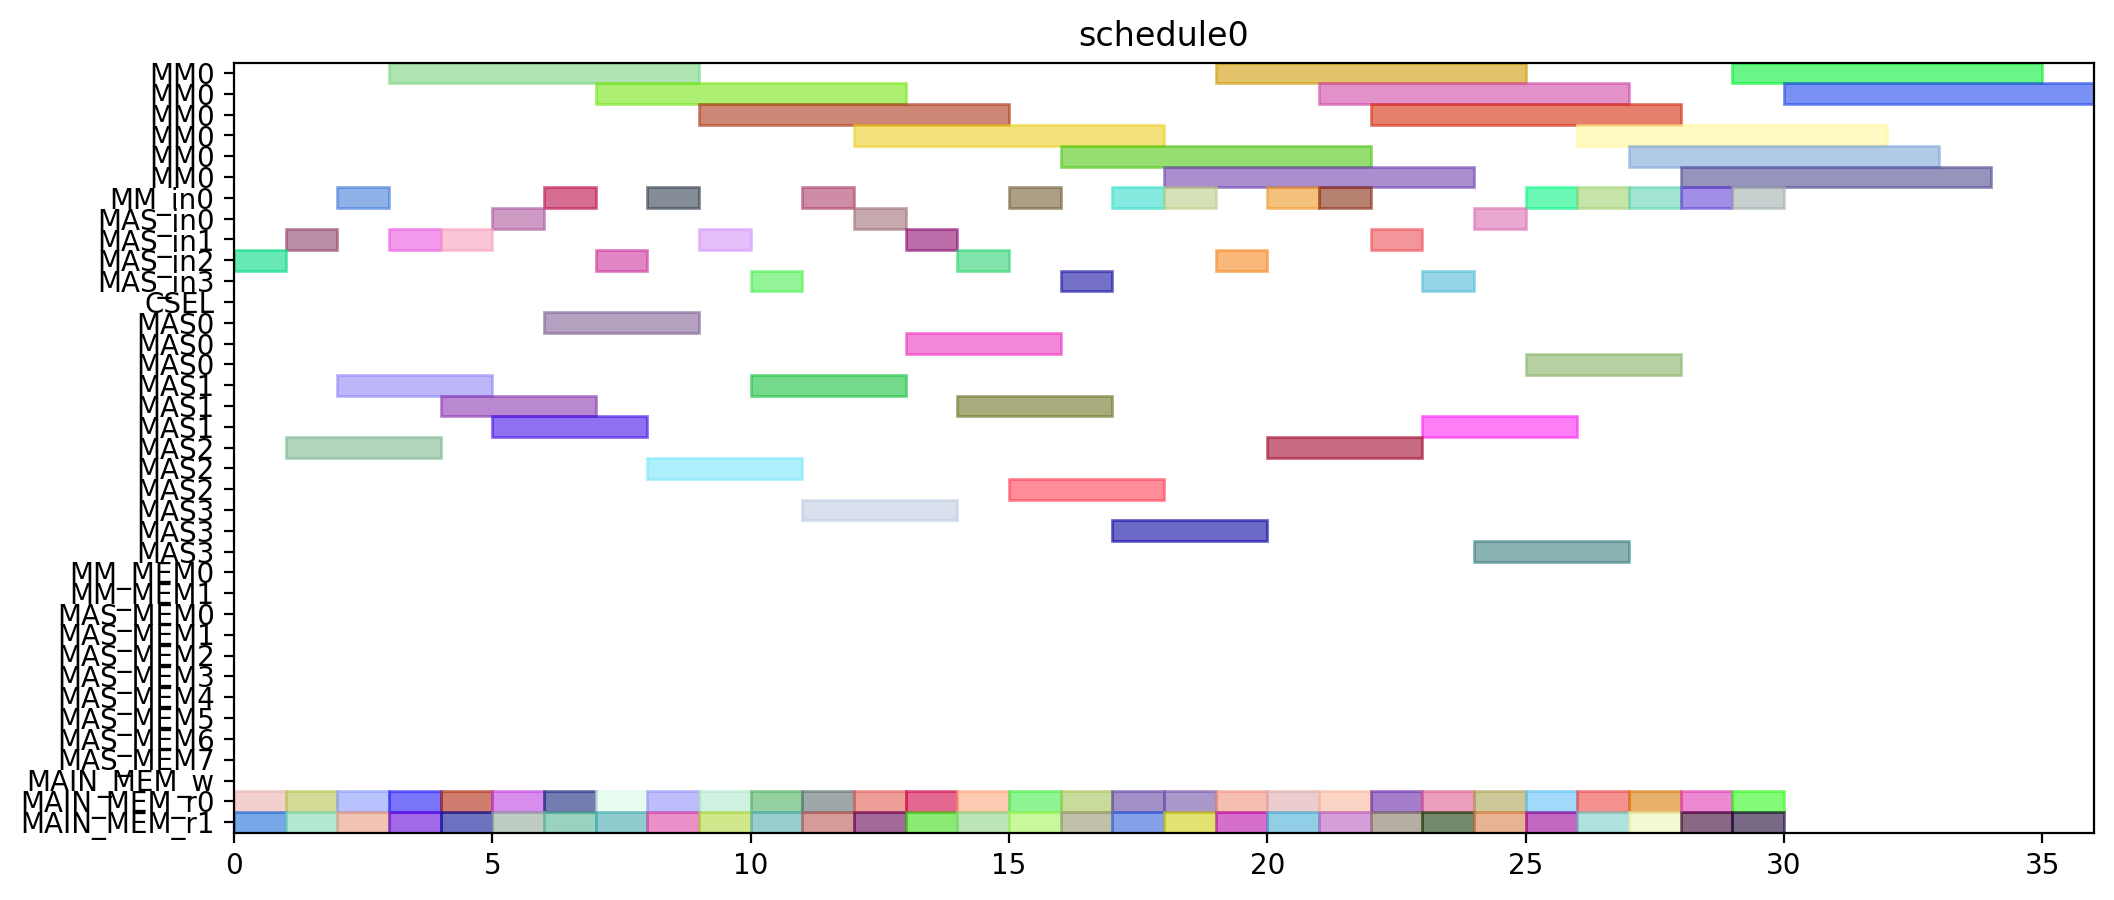 schedule0
MM0
MM0
MM0
MM0
MM0
MM0
MM_in0
MAS_in0
MAS_in1
MAS_in2
MAS_in3
CSEL
MAS0
MAS0
MAS0
MAS1
MAS1
MAS1
MAS2
MAS2
MAS2
MAS3
MAS3
MAS3
MM_MEM0
MM_MEM1
MAS_MEM0
MAS_MEM1
MAS_MEM2
MAS_MEM3
MAS_MEM4
MAS_MEM5
MAS_MEM6
MAS_MEM7
MAIN_MEM_w
MAIN_MEM_r0
MAIN_MEM_r1
0 5 10 15 20 25 30 35